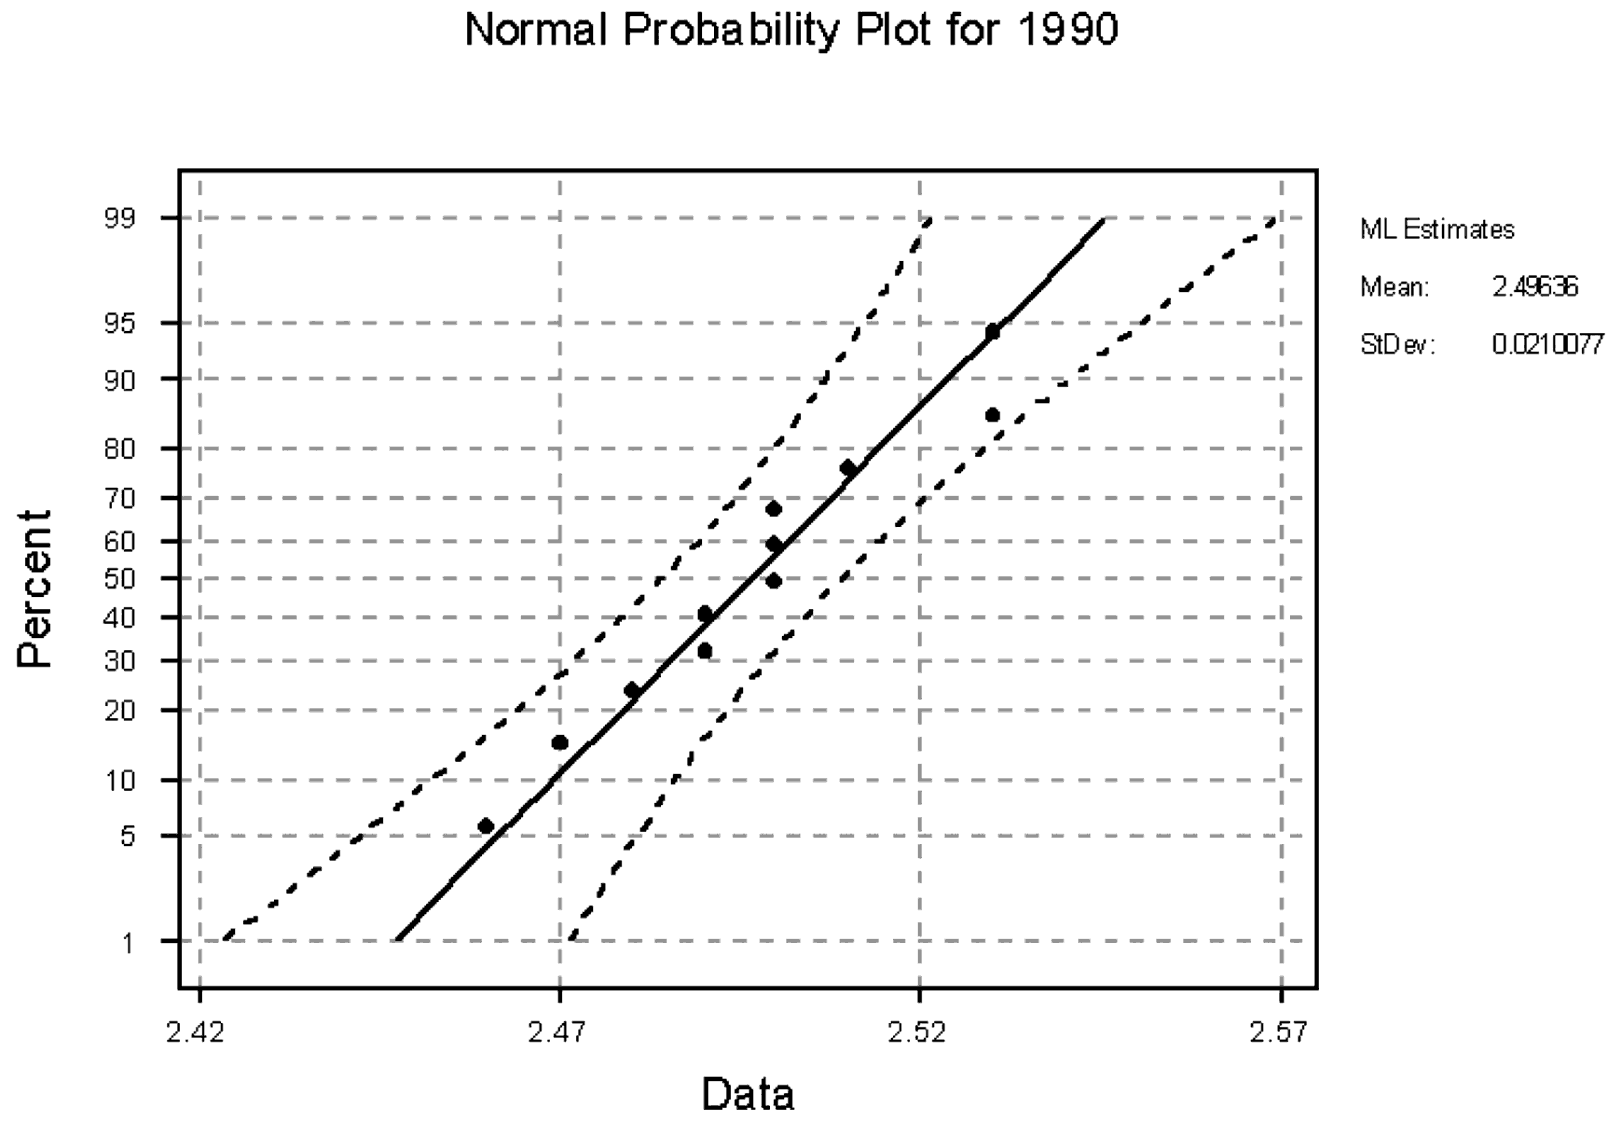 Normal Probability Plot for 1990
99
95
90
80
70
60
50
40
30
20
10
5
1
Percent
2.42 2.47 2.52 2.57
Data
ML Estimates
Mean: 2.49636
StDev: 0.0210077